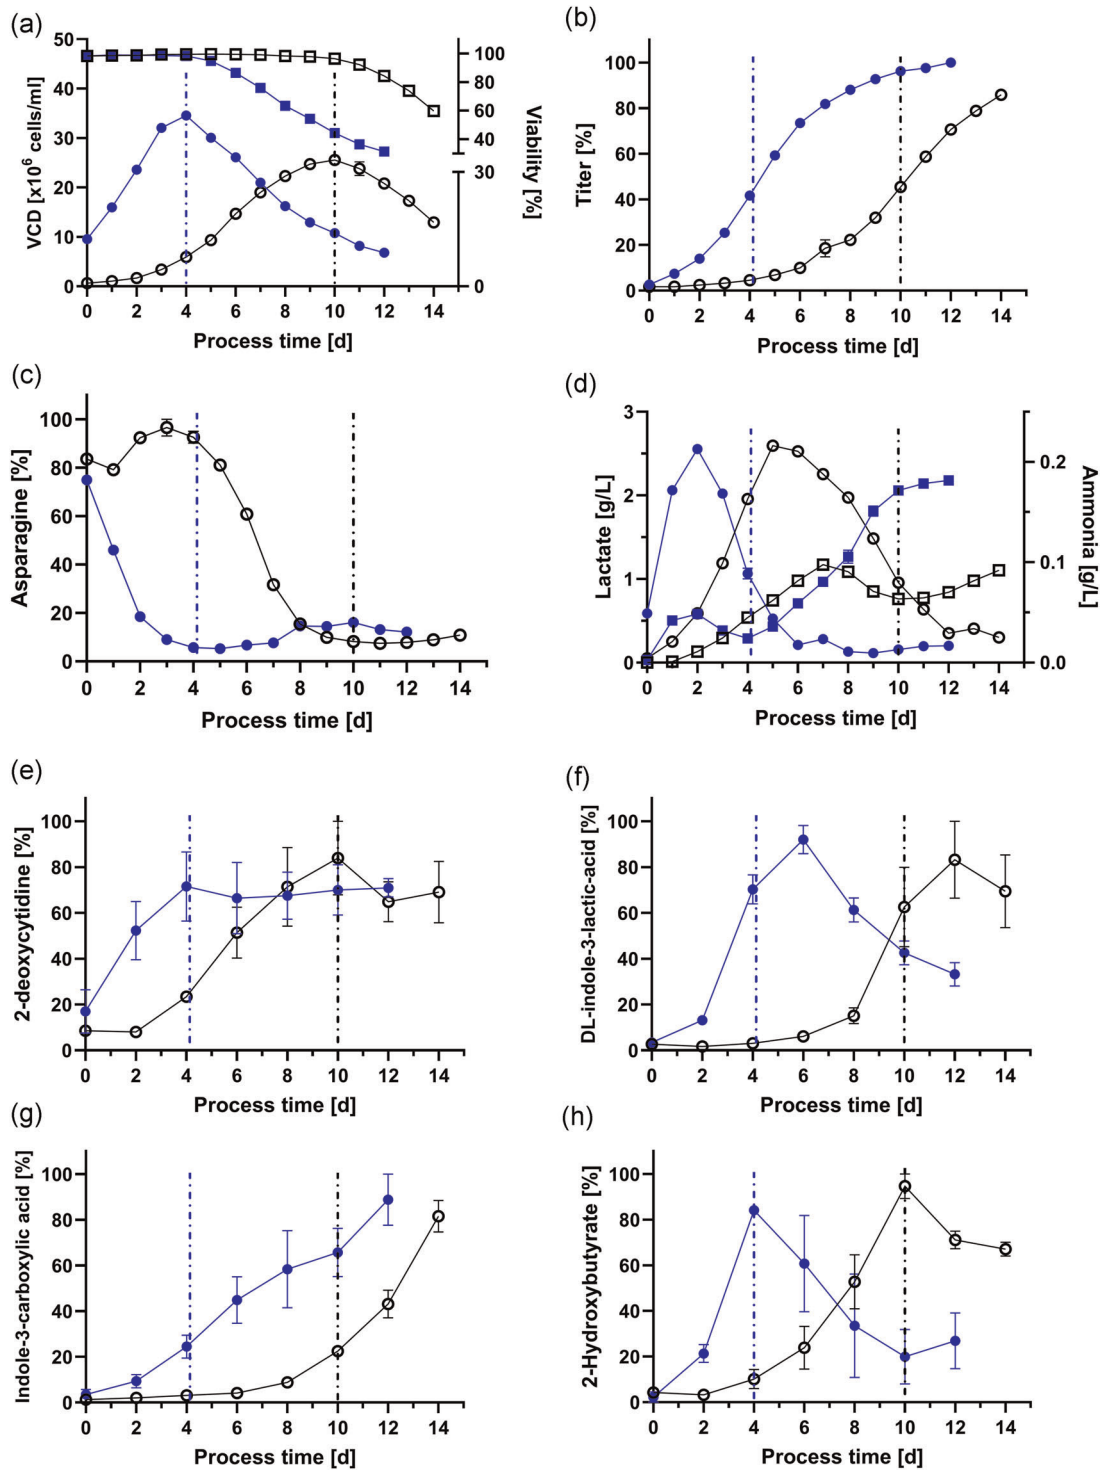 (a)
50
40
30
20
10
0
VCD [x10⁶ cells/ml]
100
80
60
40
30
0
Viability [%]
0 2 4 6 8 10 12 14
Process time [d]
(b)
100
80
60
40
20
0
Titer [%]
0 2 4 6 8 10 12 14
Process time [d]
(c)
100
80
60
40
20
0
Asparagine [%]
0 2 4 6 8 10 12 14
Process time [d]
(d)
3
2
1
0
Lactate [g/L]
0.2
0.1
0.0
Ammonia [g/L]
0 2 4 6 8 10 12 14
Process time [d]
(e)
100
80
60
40
20
0
2-deoxycytidine [%]
0 2 4 6 8 10 12 14
Process time [d]
(f)
100
80
60
40
20
0
DL-indole-3-lactic-acid [%]
0 2 4 6 8 10 12 14
Process time [d]
(g)
100
80
60
40
20
0
Indole-3-carboxylic acid [%]
0 2 4 6 8 10 12 14
Process time [d]
(h)
100
80
60
40
20
0
2-Hydroxybutyrate [%]
0 2 4 6 8 10 12 14
Process time [d]